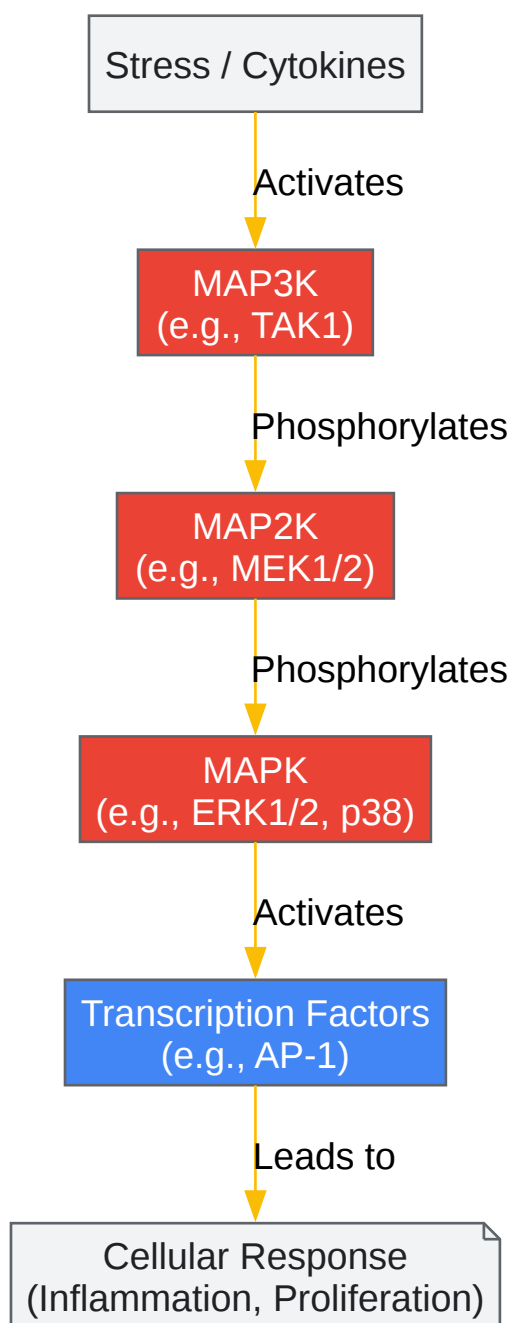 Stress / Cytokines
Activates
MAP3K
(e.g., TAK1)
Phosphorylates
MAP2K
(e.g., MEK1/2)
Phosphorylates
MAPK
(e.g., ERK1/2, p38)
Activates
Transcription Factors
(e.g., AP-1)
Leads to
Cellular Response
(Inflammation, Proliferation)